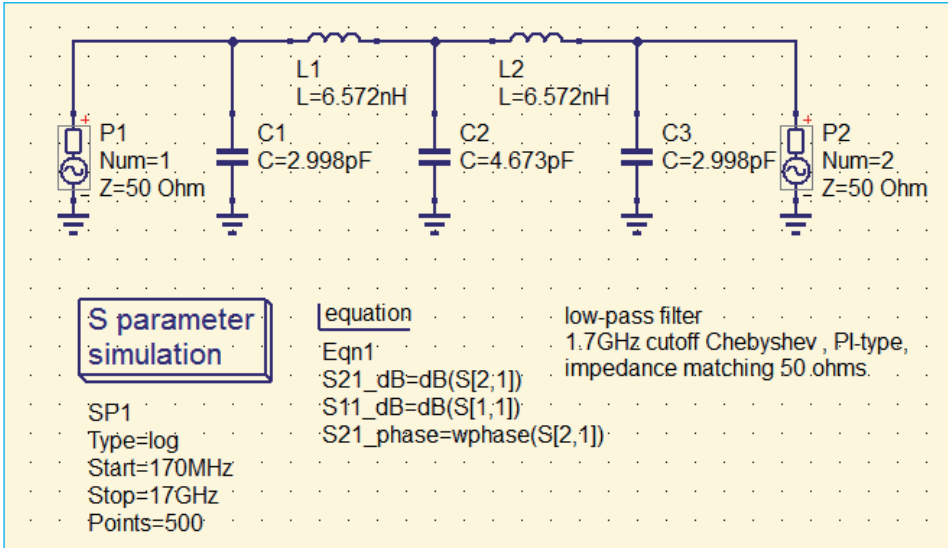 L1
L=6.572nH
L2
L=6.572nH
+
P1
Num=1
Z=50 Ohm
-
C1
C=2.998pF
C2
C=4.673pF
C3
C=2.998pF
+
P2
Num=2
Z=50 Ohm
-
S parameter
simulation
SP1
Type=log
Start=170MHz
Stop=17GHz
Points=500
equation
Eqn1
S21_dB=dB(S[2,1])
S11_dB=dB(S[1,1])
S21_phase=wphase(S[2,1])
low-pass filter
1.7GHz cutoff Chebyshev , PI-type,
impedance matching 50 ohms.